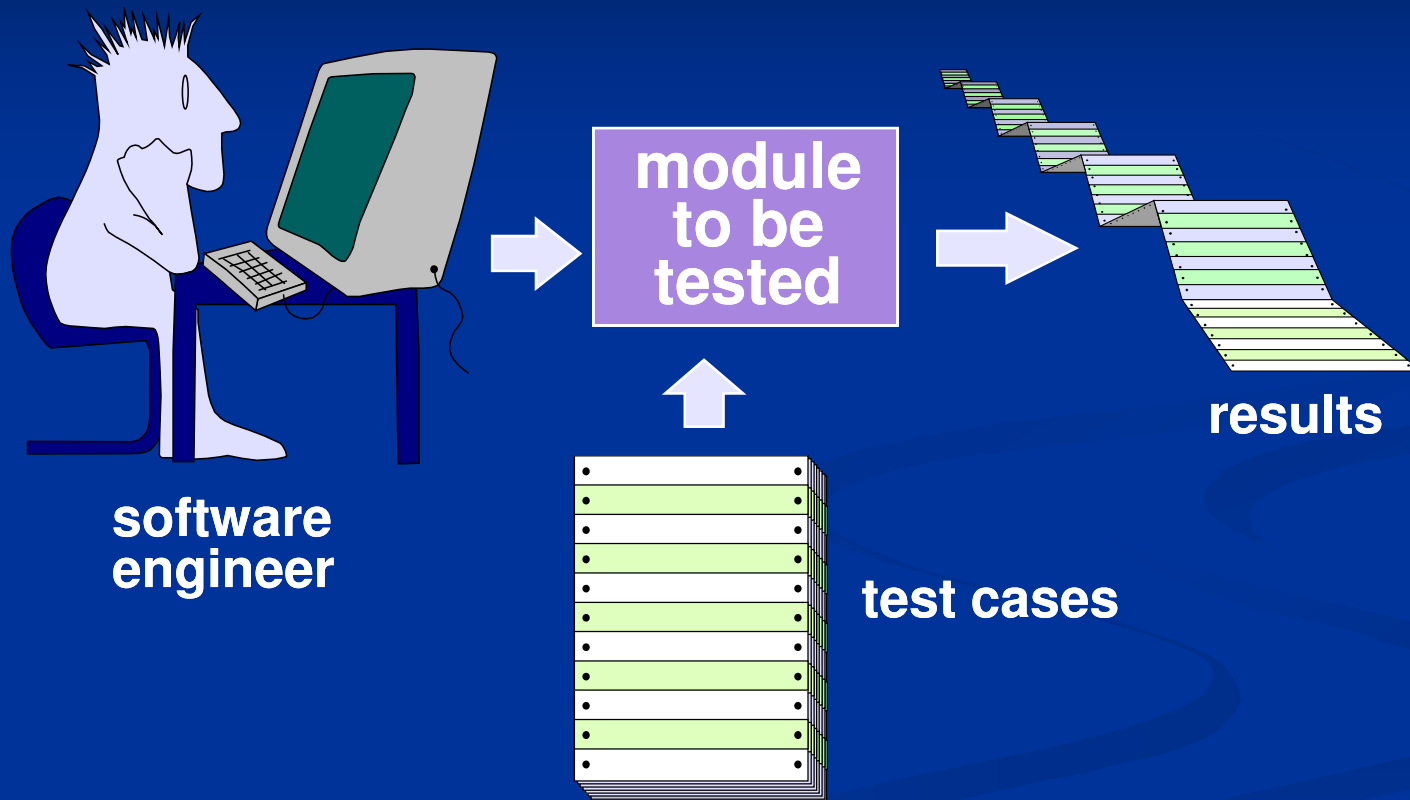 module
to be
tested
results
software
engineer
test cases